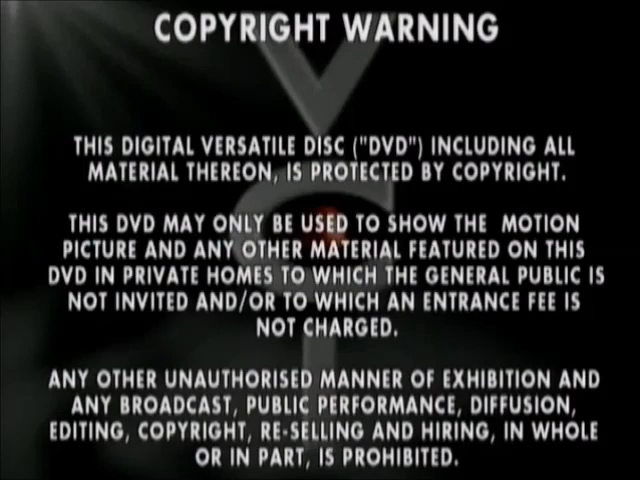 COPYRIGHT WARNING
THIS DIGITAL VERSATILE DISC ("DVD") INCLUDING ALL
MATERIAL THEREON, IS PROTECTED BY COPYRIGHT.
THIS DVD MAY ONLY BE USED TO SHOW THE MOTION
PICTURE AND ANY OTHER MATERIAL FEATURED ON THIS
DVD IN PRIVATE HOMES TO WHICH THE GENERAL PUBLIC IS
NOT INVITED AND/OR TO WHICH AN ENTRANCE FEE IS
NOT CHARGED.
ANY OTHER UNAUTHORISED MANNER OF EXHIBITION AND
ANY BROADCAST, PUBLIC PERFORMANCE, DIFFUSION,
EDITING, COPYRIGHT, RE-SELLING AND HIRING, IN WHOLE
OR IN PART, IS PROHIBITED.